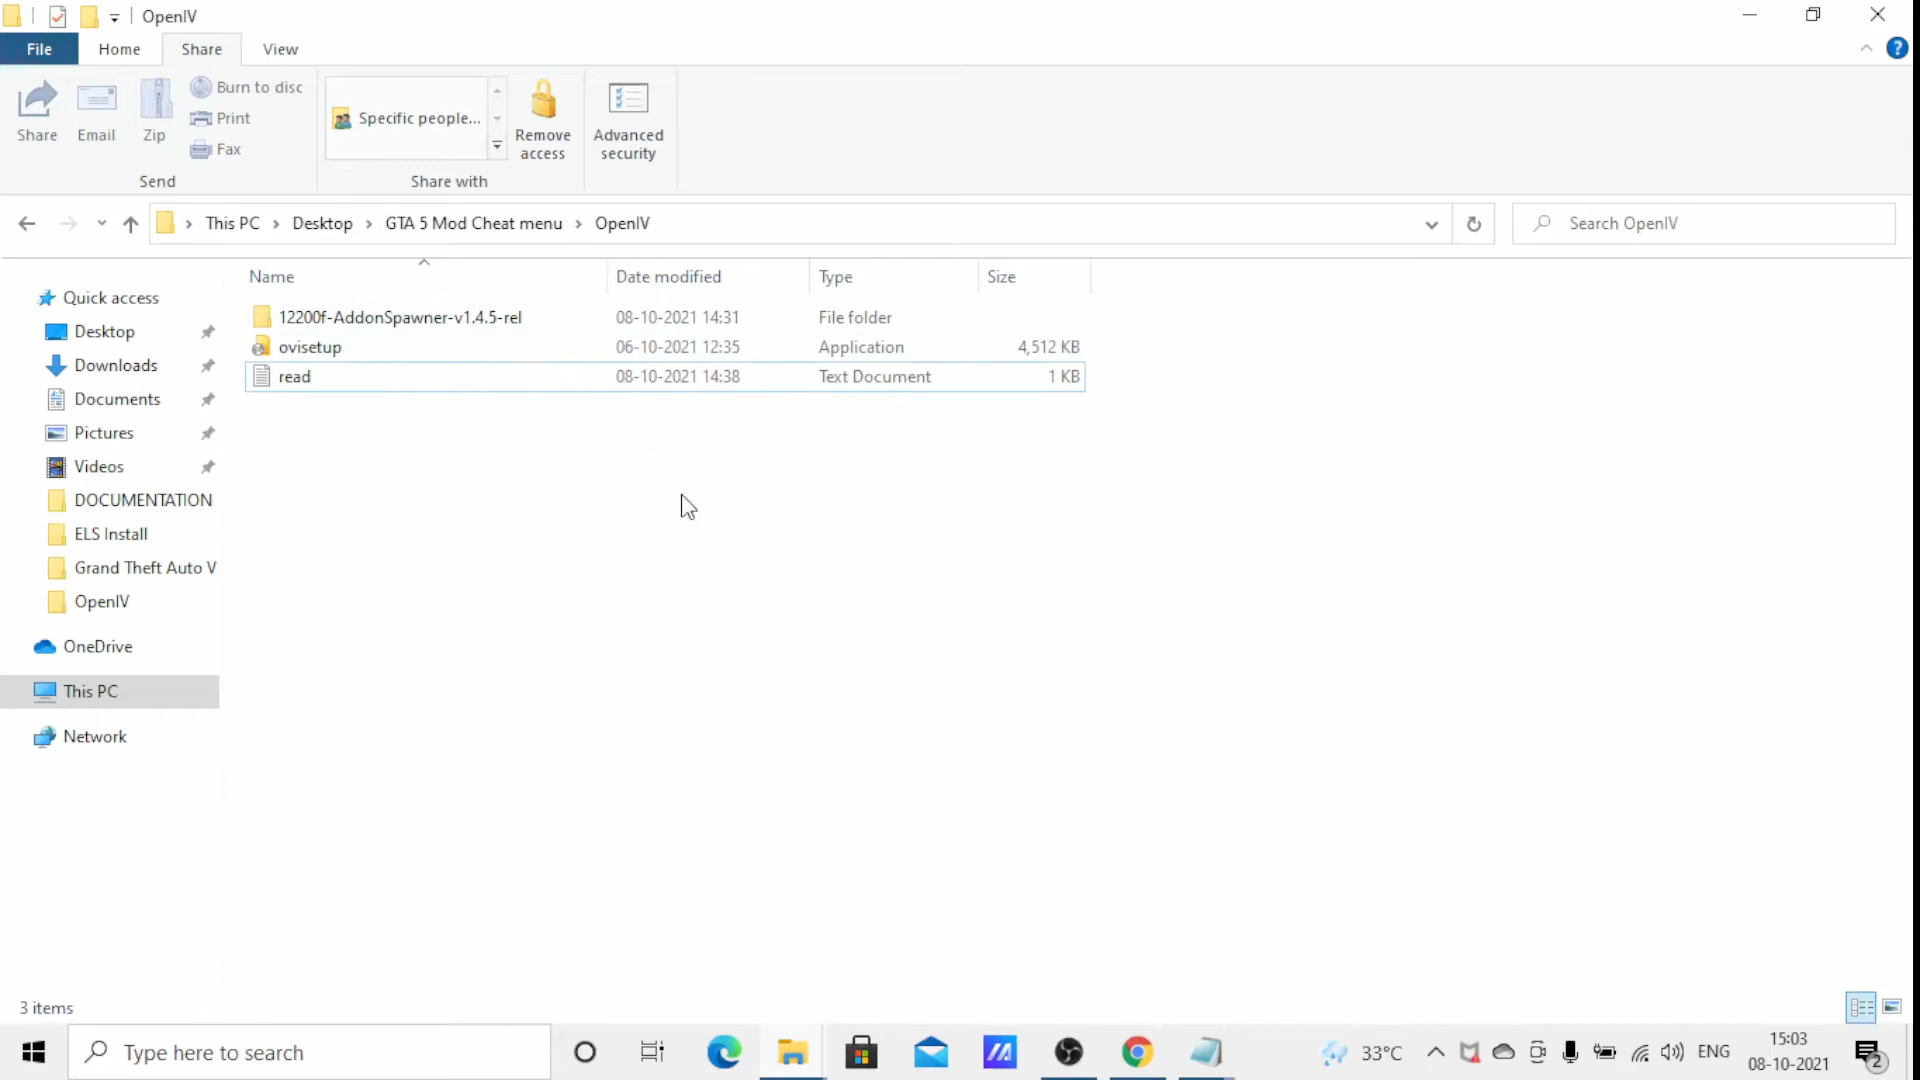 OpenIV
File Home Share View
Share Email Zip
Burn to disc
Print
Fax
Send
Specific people...
Share with
Remove access
Advanced security
This PC > Desktop > GTA 5 Mod Cheat menu > OpenIV
Search OpenIV
Name Date modified Type Size
12200f-AddonSpawner-v1.4.5-rel 08-10-2021 14:31 File folder
ovisetup 06-10-2021 12:35 Application 4,512 KB
read 08-10-2021 14:38 Text Document 1 KB
Quick access
Desktop
Downloads
Documents
Pictures
Videos
DOCUMENTATION
ELS Install
Grand Theft Auto V
OpenIV
OneDrive
This PC
Network
3 items
Type here to search
33°C
ENG
15:03
08-10-2021
2